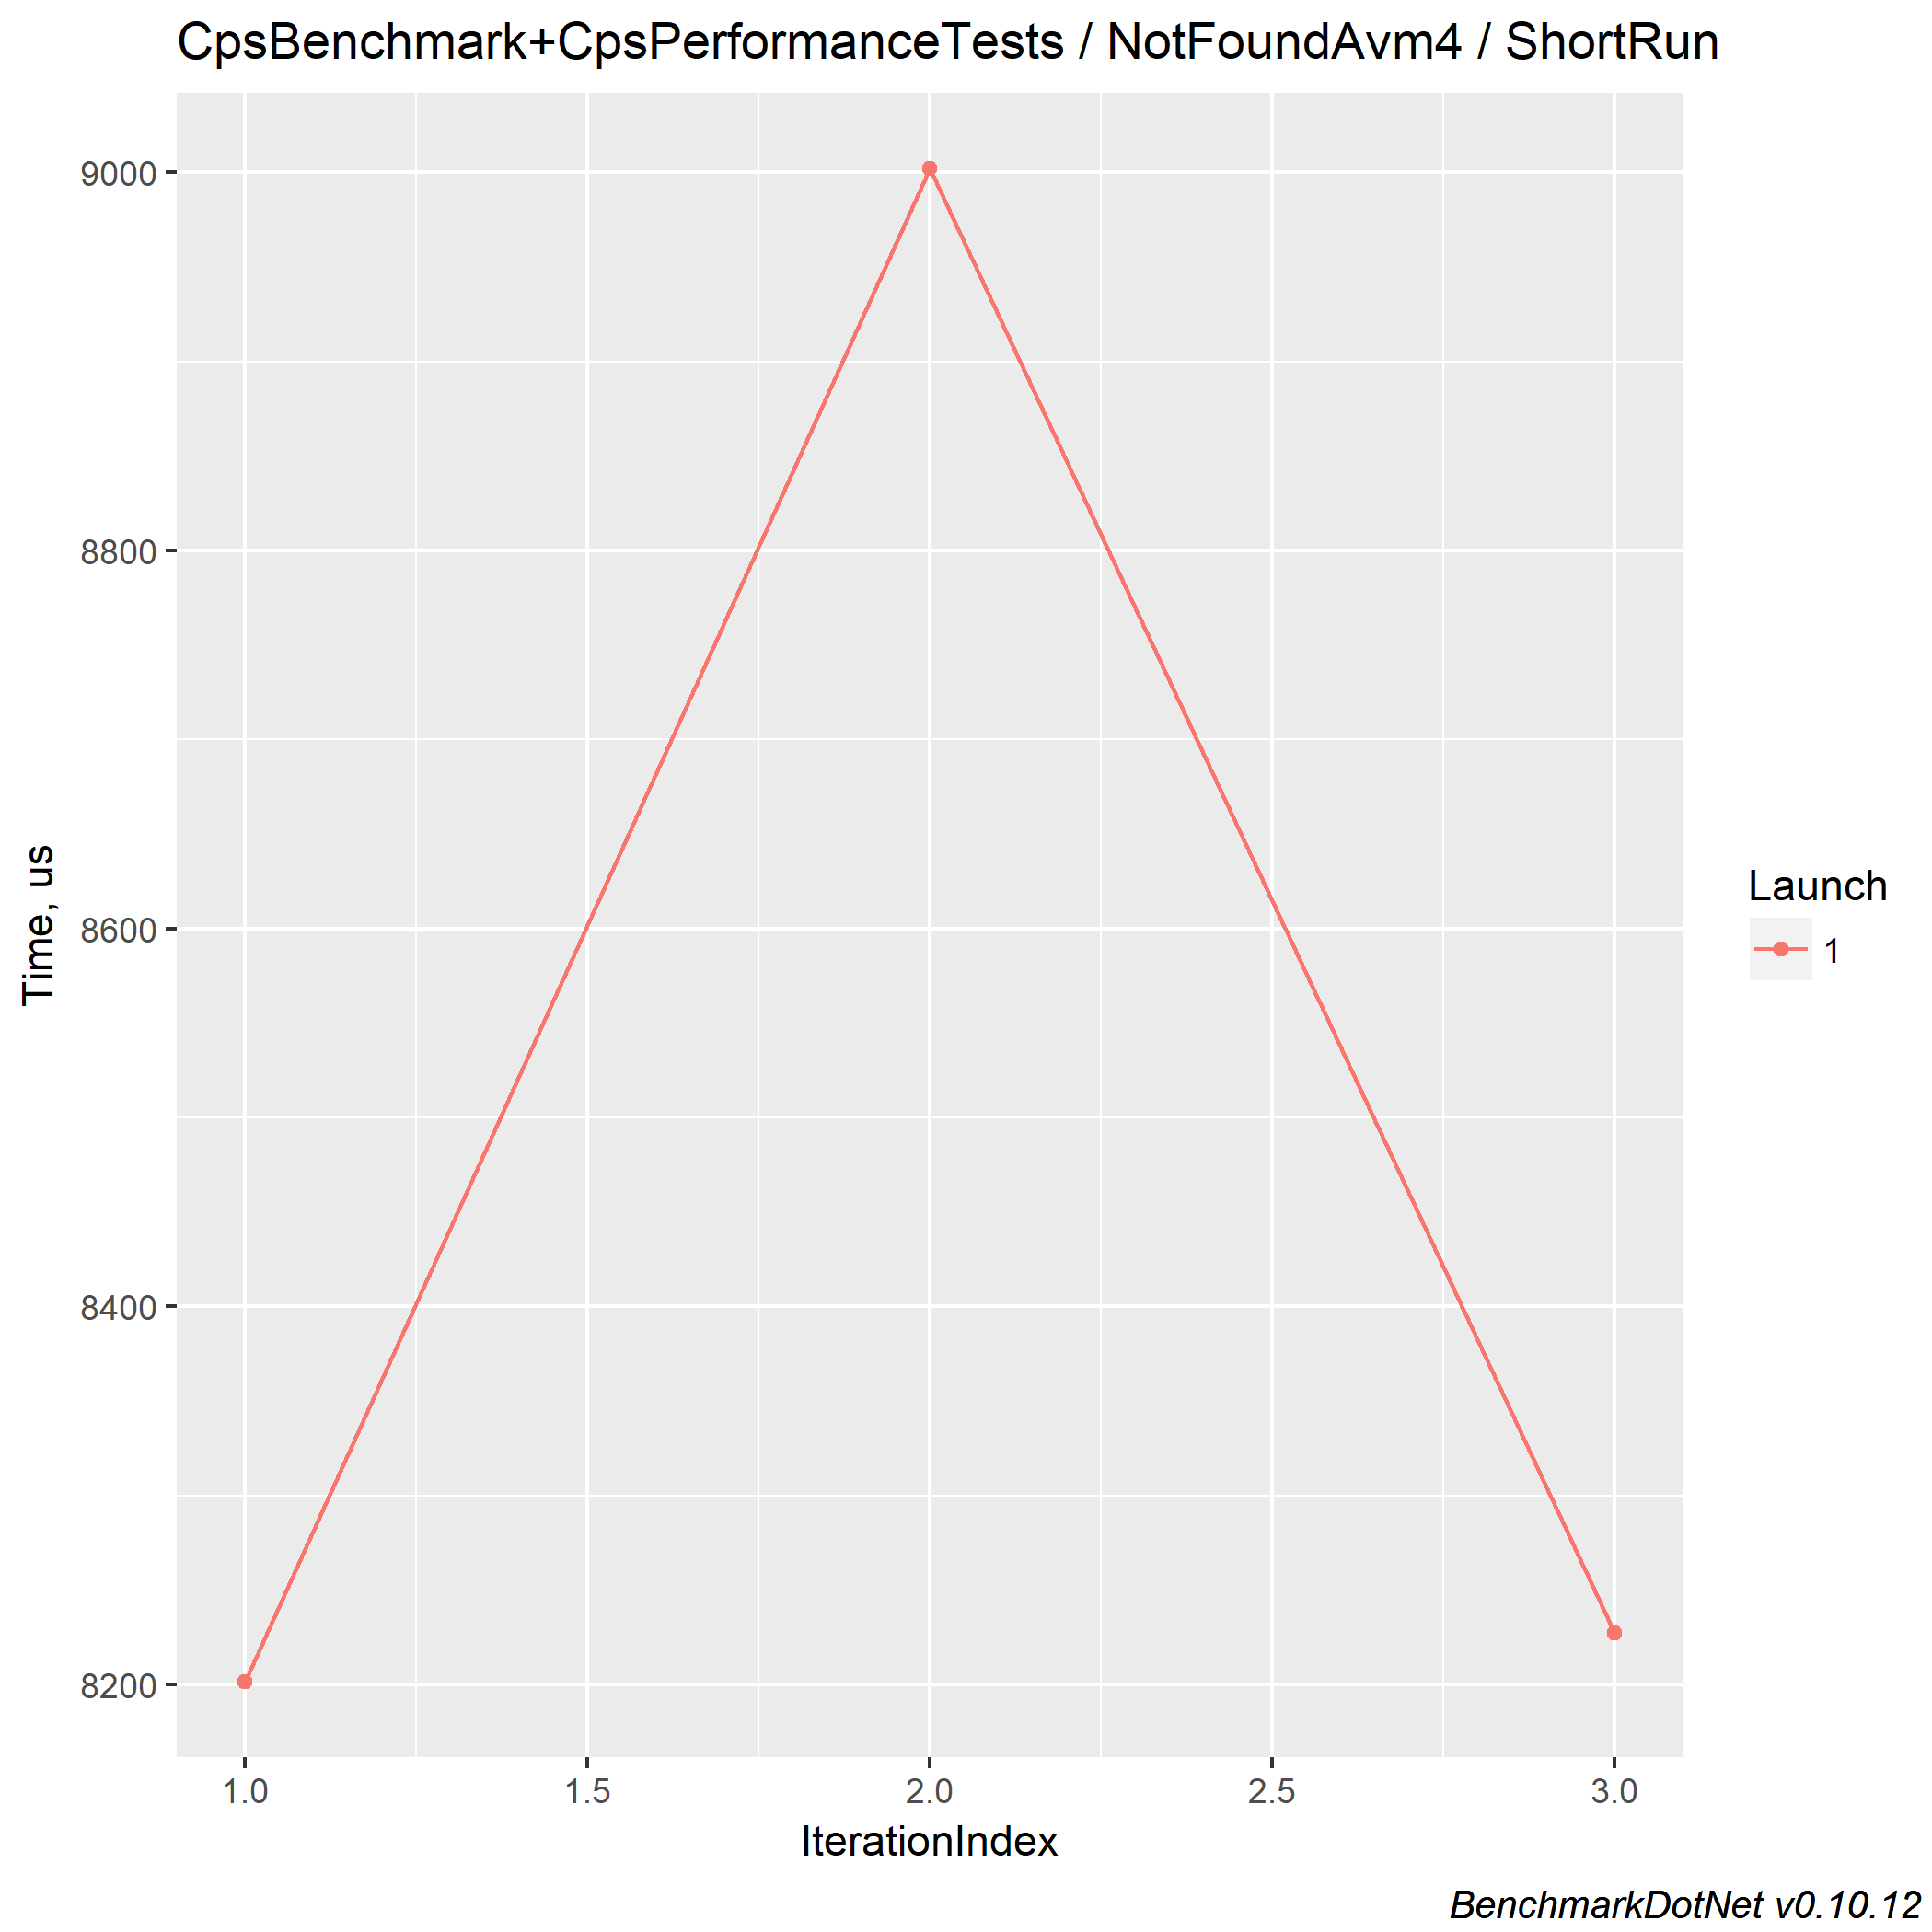 CpsBenchmark+CpsPerformanceTests / NotFoundAvm4 / ShortRun
9000
8800
8600
8400
8200
Time, us
1.0 1.5 2.0 2.5 3.0
IterationIndex
Launch
1
BenchmarkDotNet v0.10.12